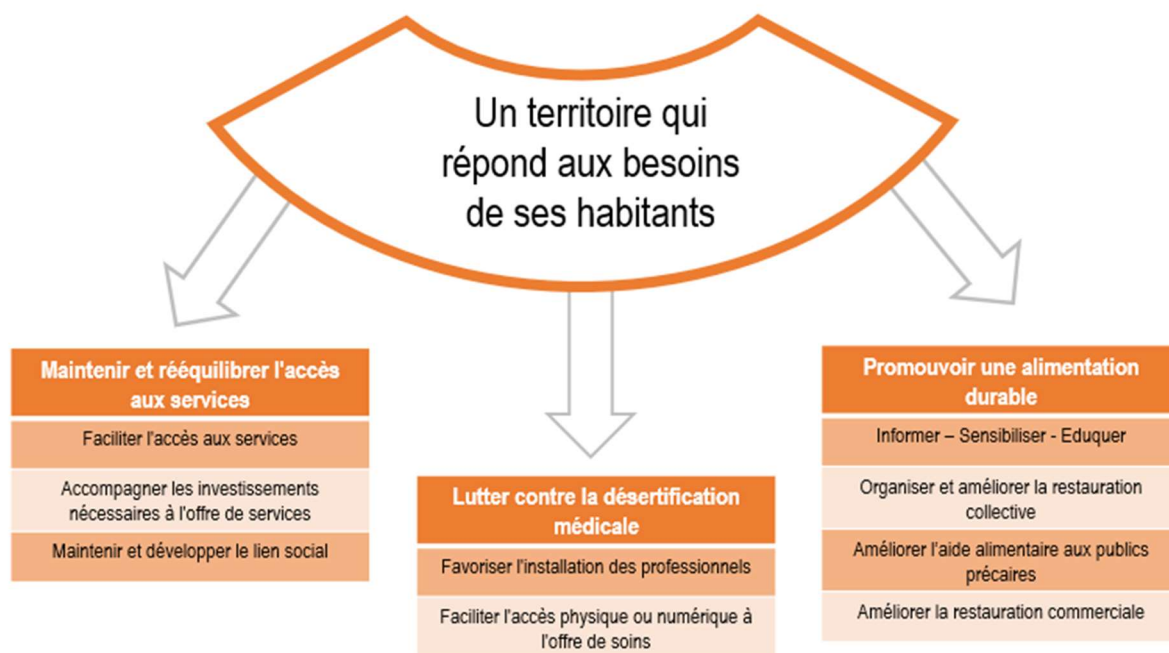 Un territoire qui
répond aux besoins
de ses habitants
Maintenir et rééquilibrer l'accès
aux services
Faciliter l'accès aux services
Accompagner les investissements
nécessaires à l'offre de services
Maintenir et développer le lien social
Lutter contre la désertification
médicale
Favoriser l'installation des professionnels
Faciliter l'accès physique ou numérique à
l'offre de soins
Promouvoir une alimentation
durable
Informer – Sensibiliser - Eduquer
Organiser et améliorer la restauration
collective
Améliorer l'aide alimentaire aux publics
précaires
Améliorer la restauration commerciale